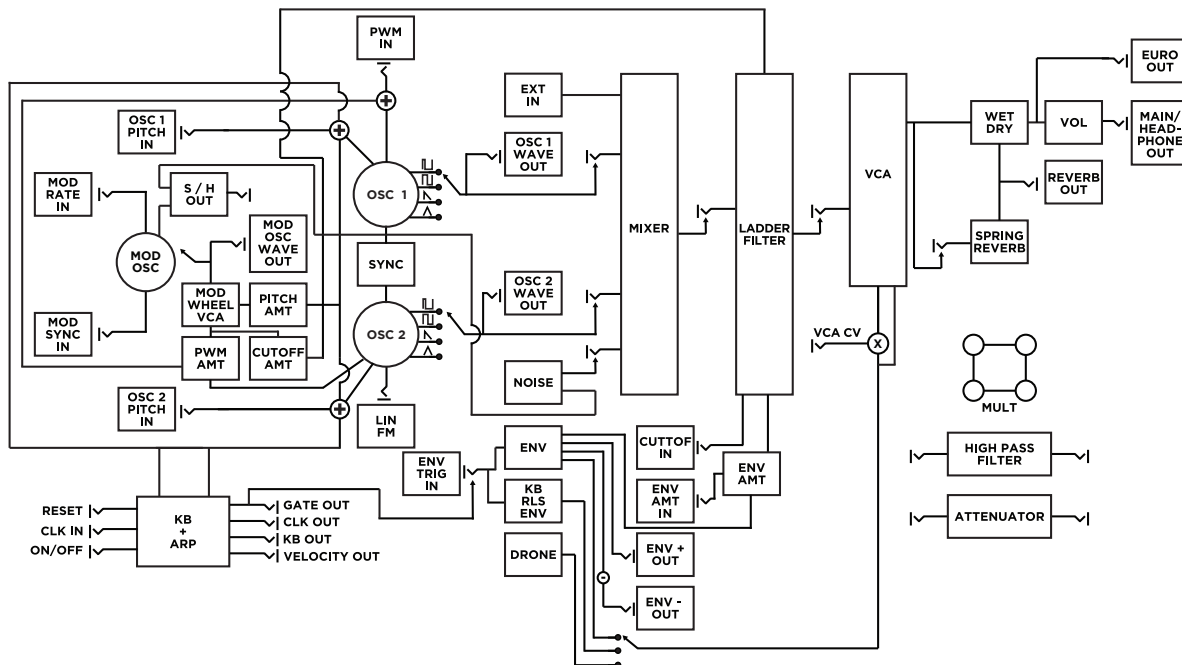 PWM
IN
EURO
OUT
EXT
IN
OSC 1
PITCH
IN
WET
DRY
VOL
MAIN/
HEAD-
PHONE
OUT
OSC 1
WAVE
OUT
MOD
RATE
IN
S / H
OUT
OSC 1
VCA
REVERB
OUT
MIXER
LADDER
FILTER
MOD
OSC
WAVE
OUT
SPRING
REVERB
MOD
OSC
SYNC
OSC 2
WAVE
OUT
MOD
WHEEL
VCA
PITCH
AMT
MOD
SYNC
IN
OSC 2
VCA CV
X
PWM
AMT
CUTOFF
AMT
NOISE
OSC 2
PITCH
IN
MULT
LIN
FM
ENV
CUTTOF
IN
HIGH PASS
FILTER
ENV
TRIG
IN
ENV
AMT
KB
RLS
ENV
ENV
AMT
IN
RESET
CLK IN
ON/OFF
KB
+
ARP
GATE OUT
CLK OUT
KB OUT
VELOCITY OUT
ATTENUATOR
DRONE
ENV +
OUT
ENV -
OUT